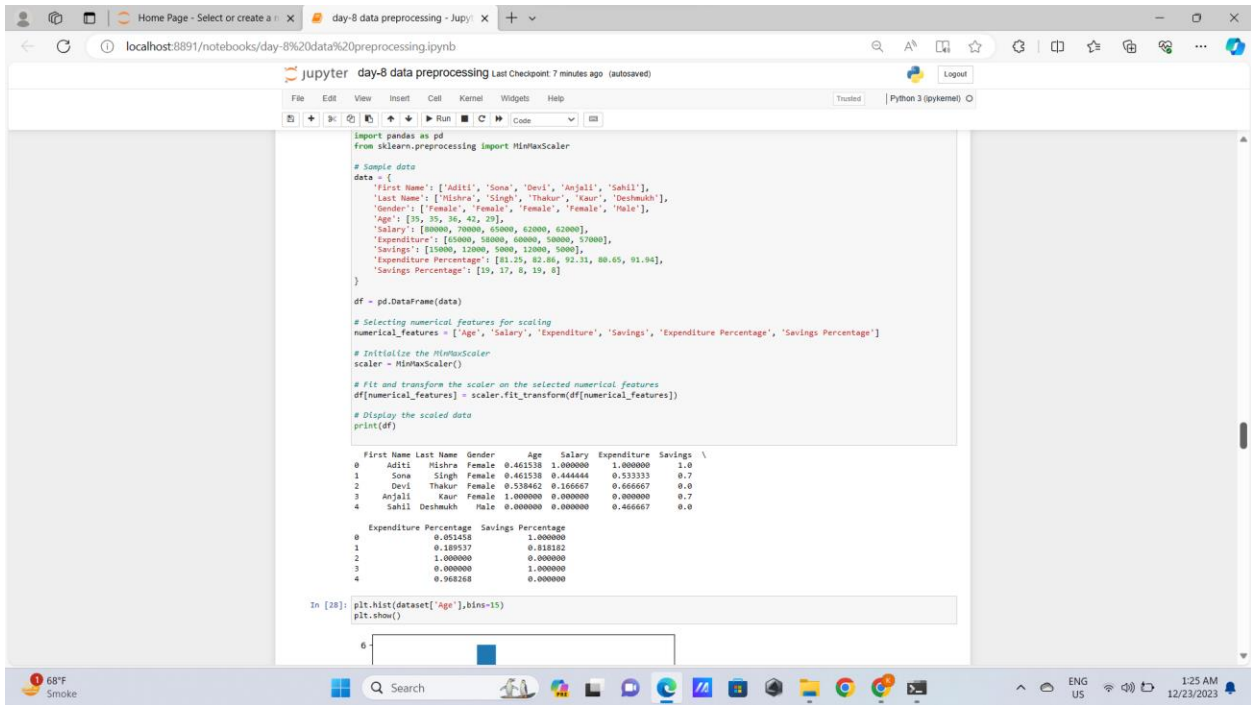 Home Page - Select or create a n
day-8 data preprocessing - Jupyt
localhost:8891/notebooks/day-8%20data%20preprocessing.ipynb
jupyter day-8 data preprocessing Last Checkpoint: 7 minutes ago (autosaved)
Logout
File Edit View Insert Cell Kernel Widgets Help
Trusted
Python 3 (ipykernel)
Run
Code
import pandas as pd
from sklearn.preprocessing import MinMaxScaler
# Sample data
data = {
'First Name': ['Aditi', 'Sona', 'Devi', 'Anjali', 'Sahil'],
'Last Name': ['Mishra', 'Singh', 'Thakur', 'Kaur', 'Deshmukh'],
'Gender': ['Female', 'Female', 'Female', 'Female', 'Male'],
'Age': [35, 35, 36, 42, 29],
'Salary': [80000, 70000, 65000, 62000, 62000],
'Expenditure': [65000, 58000, 60000, 50000, 57000],
'Savings': [15000, 12000, 5000, 12000, 5000],
'Expenditure Percentage': [81.25, 82.86, 92.31, 80.65, 91.94],
'Savings Percentage': [19, 17, 8, 19, 8]
}
df = pd.DataFrame(data)
# Selecting numerical features for scaling
numerical_features = ['Age', 'Salary', 'Expenditure', 'Savings', 'Expenditure Percentage', 'Savings Percentage']
# Initialize the MinMaxScaler
scaler = MinMaxScaler()
# Fit and transform the scaler on the selected numerical features
df[numerical_features] = scaler.fit_transform(df[numerical_features])
# Display the scaled data
print(df)
First Name Last Name Gender Age Salary Expenditure Savings \
0 Aditi Mishra Female 0.461538 1.000000 1.000000 1.0
1 Sona Singh Female 0.461538 0.444444 0.533333 0.7
2 Devi Thakur Female 0.538462 0.166667 0.666667 0.0
3 Anjali Kaur Female 1.000000 0.000000 0.000000 0.7
4 Sahil Deshmukh Male 0.000000 0.000000 0.466667 0.0
Expenditure Percentage Savings Percentage
0 0.051458 1.000000
1 0.189537 0.818182
2 1.000000 0.000000
3 0.000000 1.000000
4 0.968268 0.000000
In [28]: plt.hist(dataset['Age'],bins=15)
plt.show()
6
68°F
Smoke
Search
ENG
US
1:25 AM
12/23/2023